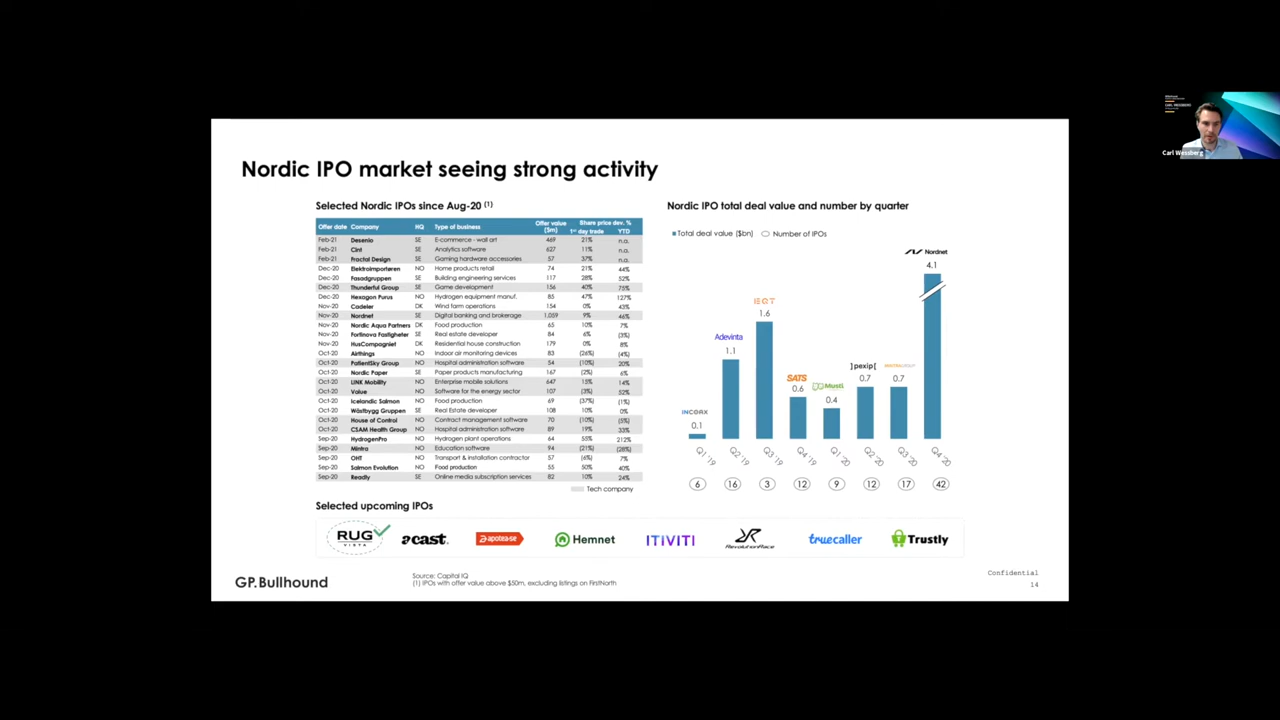 Nordic IPO market seeing strong activity
Selected Nordic IPOs since Aug-20 (1)
Offer date Company HQ Type of business Offer value ($m) Share price dev. % 1st day trade YTD
Feb-21 Desenio SE E-commerce - wall art 469 21% n.a.
Feb-21 Cint SE Analytics software 627 11% n.a.
Feb-21 Fractal Design SE Gaming hardware accessories 57 37% n.a.
Dec-20 Elektroimportøren NO Home products retail 74 21% 44%
Dec-20 Fasadgruppen SE Building engineering services 117 28% 52%
Dec-20 Thunderful Group SE Game development 156 40% 75%
Dec-20 Hexagon Purus NO Hydrogen equipment manuf. 85 47% 127%
Nov-20 Cadeler DK Wind farm operations 154 0% 43%
Nov-20 Nordnet SE Digital banking and brokerage 1,059 9% 46%
Nov-20 Nordic Aqua Partners DK Food production 65 10% 7%
Nov-20 Fortinova Fastigheter SE Real estate developer 84 6% (3%)
Nov-20 HusCompagniet DK Residential house construction 179 0% 8%
Oct-20 Airthings NO Indoor air monitoring devices 83 (26%) (4%)
Oct-20 PatientSky Group NO Hospital administration software 54 (10%) 20%
Oct-20 Nordic Paper SE Paper products manufacturing 167 (2%) 6%
Oct-20 LINK Mobility NO Enterprise mobile solutions 647 15% 14%
Oct-20 Volue NO Software for the energy sector 107 (3%) 52%
Oct-20 Icelandic Salmon NO Food production 69 (37%) (1%)
Oct-20 Wästbygg Gruppen SE Real Estate developer 108 10% 0%
Oct-20 House of Control NO Contract management software 70 (10%) (5%)
Oct-20 CSAM Health Group NO Hospital administration software 89 19% 33%
Sep-20 HydrogenPro NO Hydrogen plant operations 64 55% 212%
Sep-20 Mintra NO Education software 94 (21%) (28%)
Sep-20 OHT NO Transport & installation contractor 57 (6%) 7%
Sep-20 Salmon Evolution NO Food production 55 50% 40%
Sep-20 Readly SE Online media subscription services 82 10% 24%
Tech company
Nordic IPO total deal value and number by quarter
Total deal value ($bn) Number of IPOs
INCOAX Adevinta EQT SATS Musti ]pexip[ Nordnet
0.1 1.1 1.6 0.6 0.4 0.7 0.7 4.1
Q1 '19 Q2 '19 Q3 '19 Q4 '19 Q1 '20 Q2 '20 Q3 '20 Q4 '20
6 16 3 12 9 12 17 42
Selected upcoming IPOs
RUG VISTA acast apotea·se Hemnet ITIVITI RevolutionRace truecaller Trustly
GP.Bullhound
Source: Capital IQ
(1) IPOs with offer value above $50m, excluding listings on FirstNorth
Confidential
14
Carl Wessberg